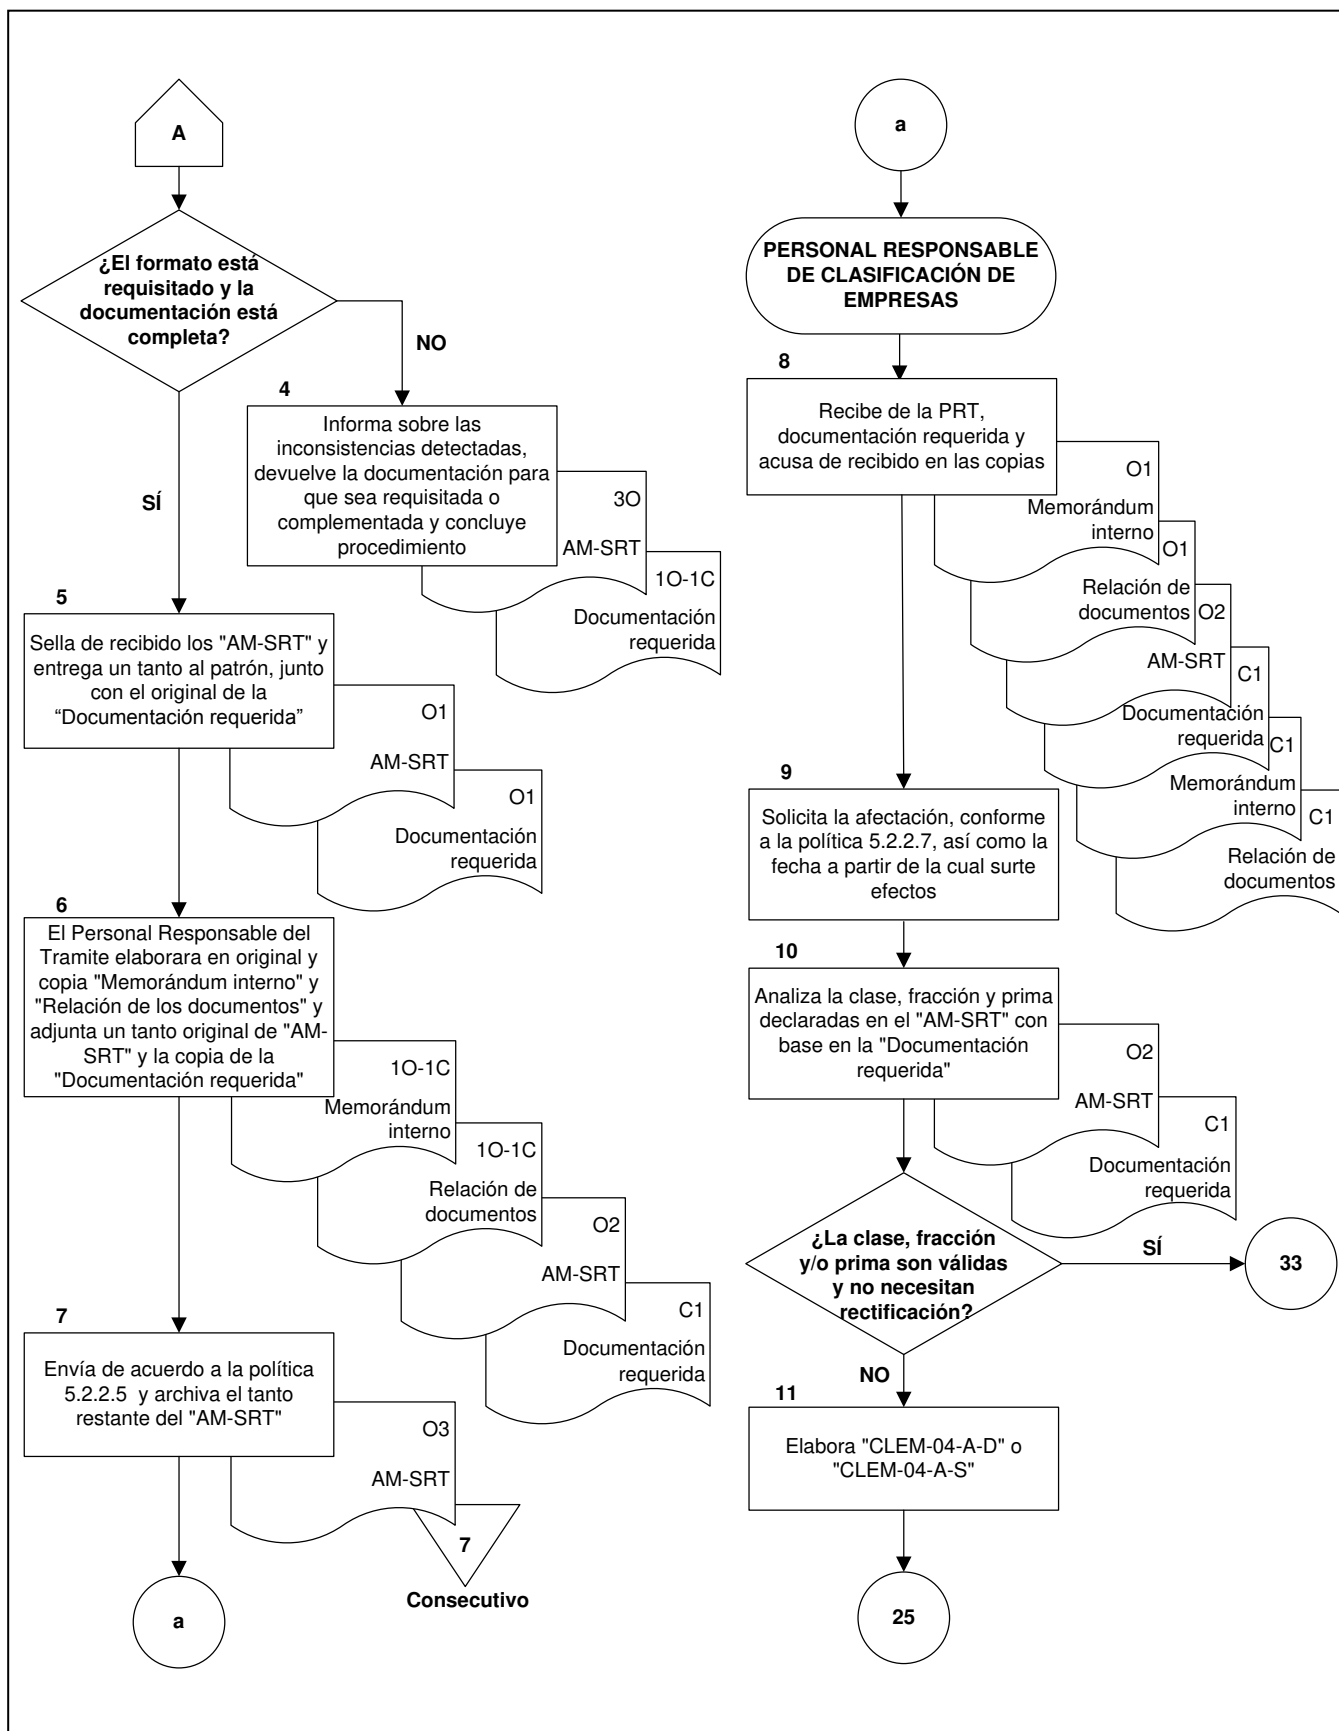 A
¿El formato está
requisitado y la
documentación está
completa?
NO
SÍ
4
Informa sobre las
inconsistencias detectadas,
devuelve la documentación para
que sea requisitada o
complementada y concluye
procedimiento
3O
AM-SRT
1O-1C
Documentación
requerida
5
Sella de recibido los "AM-SRT" y
entrega un tanto al patrón, junto
con el original de la
“Documentación requerida”
O1
AM-SRT
O1
Documentación
requerida
6
El Personal Responsable del
Tramite elaborara en original y
copia "Memorándum interno" y
"Relación de los documentos" y
adjunta un tanto original de "AM-
SRT" y la copia de la
"Documentación requerida"
1O-1C
Memorándum
interno
1O-1C
Relación de
documentos
O2
AM-SRT
C1
Documentación
requerida
7
Envía de acuerdo a la política
5.2.2.5 y archiva el tanto
restante del "AM-SRT"
O3
AM-SRT
7
Consecutivo
a
a
PERSONAL RESPONSABLE
DE CLASIFICACIÓN DE
EMPRESAS
8
Recibe de la PRT,
documentación requerida y
acusa de recibido en las copias
O1
Memorándum
interno
O1
Relación de
documentos
O2
AM-SRT
C1
Documentación
requerida
C1
Memorándum
interno
C1
Relación de
documentos
9
Solicita la afectación, conforme
a la política 5.2.2.7, así como la
fecha a partir de la cual surte
efectos
10
Analiza la clase, fracción y prima
declaradas en el "AM-SRT" con
base en la "Documentación
requerida"
O2
AM-SRT
C1
Documentación
requerida
¿La clase, fracción
y/o prima son válidas
y no necesitan
rectificación?
SÍ
33
NO
11
Elabora "CLEM-04-A-D" o
"CLEM-04-A-S"
25